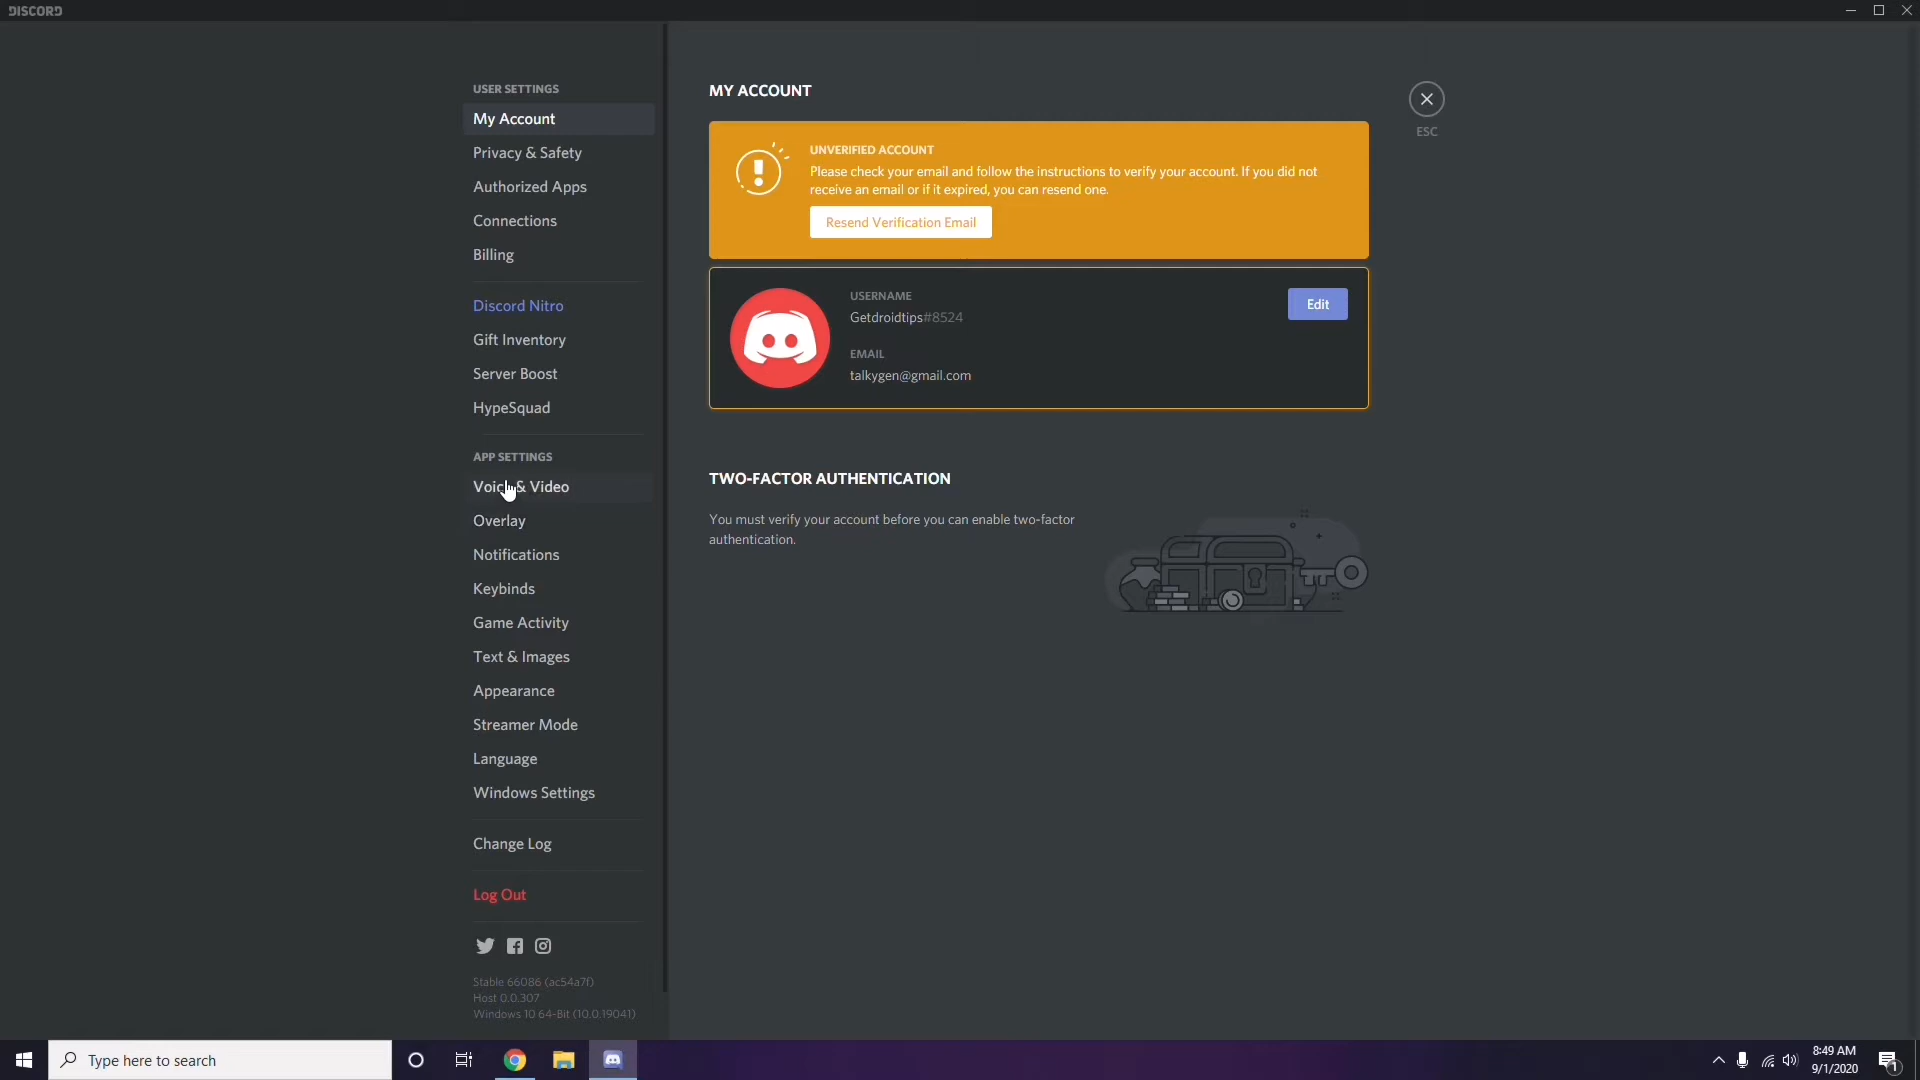 DISCORD
USER SETTINGS
My Account
Privacy & Safety
Authorized Apps
Connections
Billing
Discord Nitro
Gift Inventory
Server Boost
HypeSquad
APP SETTINGS
Voice & Video
Overlay
Notifications
Keybinds
Game Activity
Text & Images
Appearance
Streamer Mode
Language
Windows Settings
Change Log
Log Out
Stable 66086 (ac54a7f)
Host 0.0.307
Windows 10 64-Bit (10.0.19041)
MY ACCOUNT
ESC
UNVERIFIED ACCOUNT
Please check your email and follow the instructions to verify your account. If you did not
receive an email or if it expired, you can resend one.
Resend Verification Email
USERNAME
Getdroidtips#8524
Edit
EMAIL
talkygen@gmail.com
TWO-FACTOR AUTHENTICATION
You must verify your account before you can enable two-factor
authentication.
Type here to search
8:49 AM
9/1/2020
1